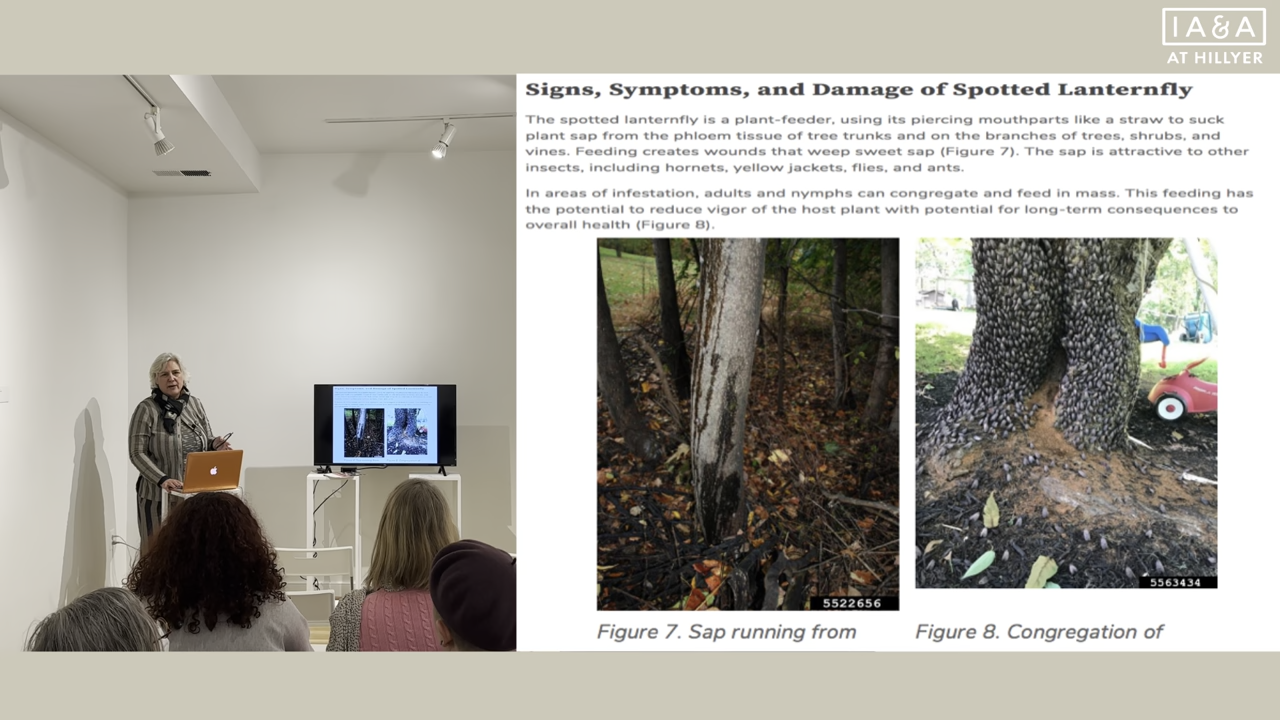 IA&A
AT HILLYER
Signs, Symptoms, and Damage of Spotted Lanternfly
The spotted lanternfly is a plant-feeder, using its piercing mouthparts like a straw to suck
plant sap from the phloem tissue of tree trunks and on the branches of trees, shrubs, and
vines. Feeding creates wounds that weep sweet sap (Figure 7). The sap is attractive to other
insects, including hornets, yellow jackets, flies, and ants.
In areas of infestation, adults and nymphs can congregate and feed in mass. This feeding has
the potential to reduce vigor of the host plant with potential for long-term consequences to
overall health (Figure 8).
5522656
5563434
Figure 7. Sap running from
Figure 8. Congregation of